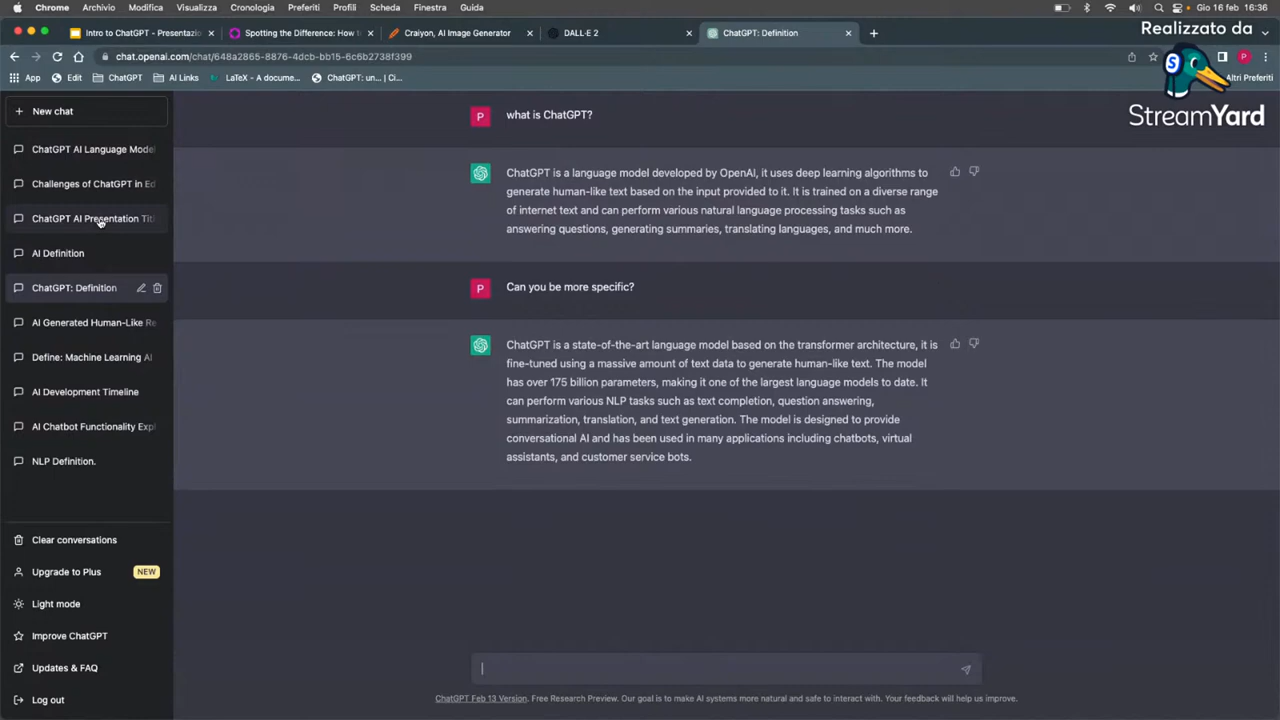 Chrome Archivio Modifica Visualizza Cronologia Preferiti Profili Scheda Finestra Guida Gio 16 feb 16:36
Intro to ChatGPT - Presentazio Spotting the Difference: How to Craiyon, AI Image Generator DALL·E 2 ChatGPT: Definition
Realizzato da
chat.openai.com/chat/648a2865-8876-4dcb-bb15-6c6b2738f399
App Edit ChatGPT AI Links LaTeX - A docume... ChatGPT: un... | Ci... Altri Preferiti
StreamYard
New chat
ChatGPT AI Language Model
Challenges of ChatGPT in Ed
ChatGPT AI Presentation Titl
AI Definition
ChatGPT: Definition
AI Generated Human-Like Re
Define: Machine Learning AI
AI Development Timeline
AI Chatbot Functionality Expl
NLP Definition.
Clear conversations
Upgrade to Plus NEW
Light mode
Improve ChatGPT
Updates & FAQ
Log out
P what is ChatGPT?
ChatGPT is a language model developed by OpenAI, it uses deep learning algorithms to
generate human-like text based on the input provided to it. It is trained on a diverse range
of internet text and can perform various natural language processing tasks such as
answering questions, generating summaries, translating languages, and much more.
P Can you be more specific?
ChatGPT is a state-of-the-art language model based on the transformer architecture, it is
fine-tuned using a massive amount of text data to generate human-like text. The model
has over 175 billion parameters, making it one of the largest language models to date. It
can perform various NLP tasks such as text completion, question answering,
summarization, translation, and text generation. The model is designed to provide
conversational AI and has been used in many applications including chatbots, virtual
assistants, and customer service bots.
ChatGPT Feb 13 Version. Free Research Preview. Our goal is to make AI systems more natural and safe to interact with. Your feedback will help us improve.